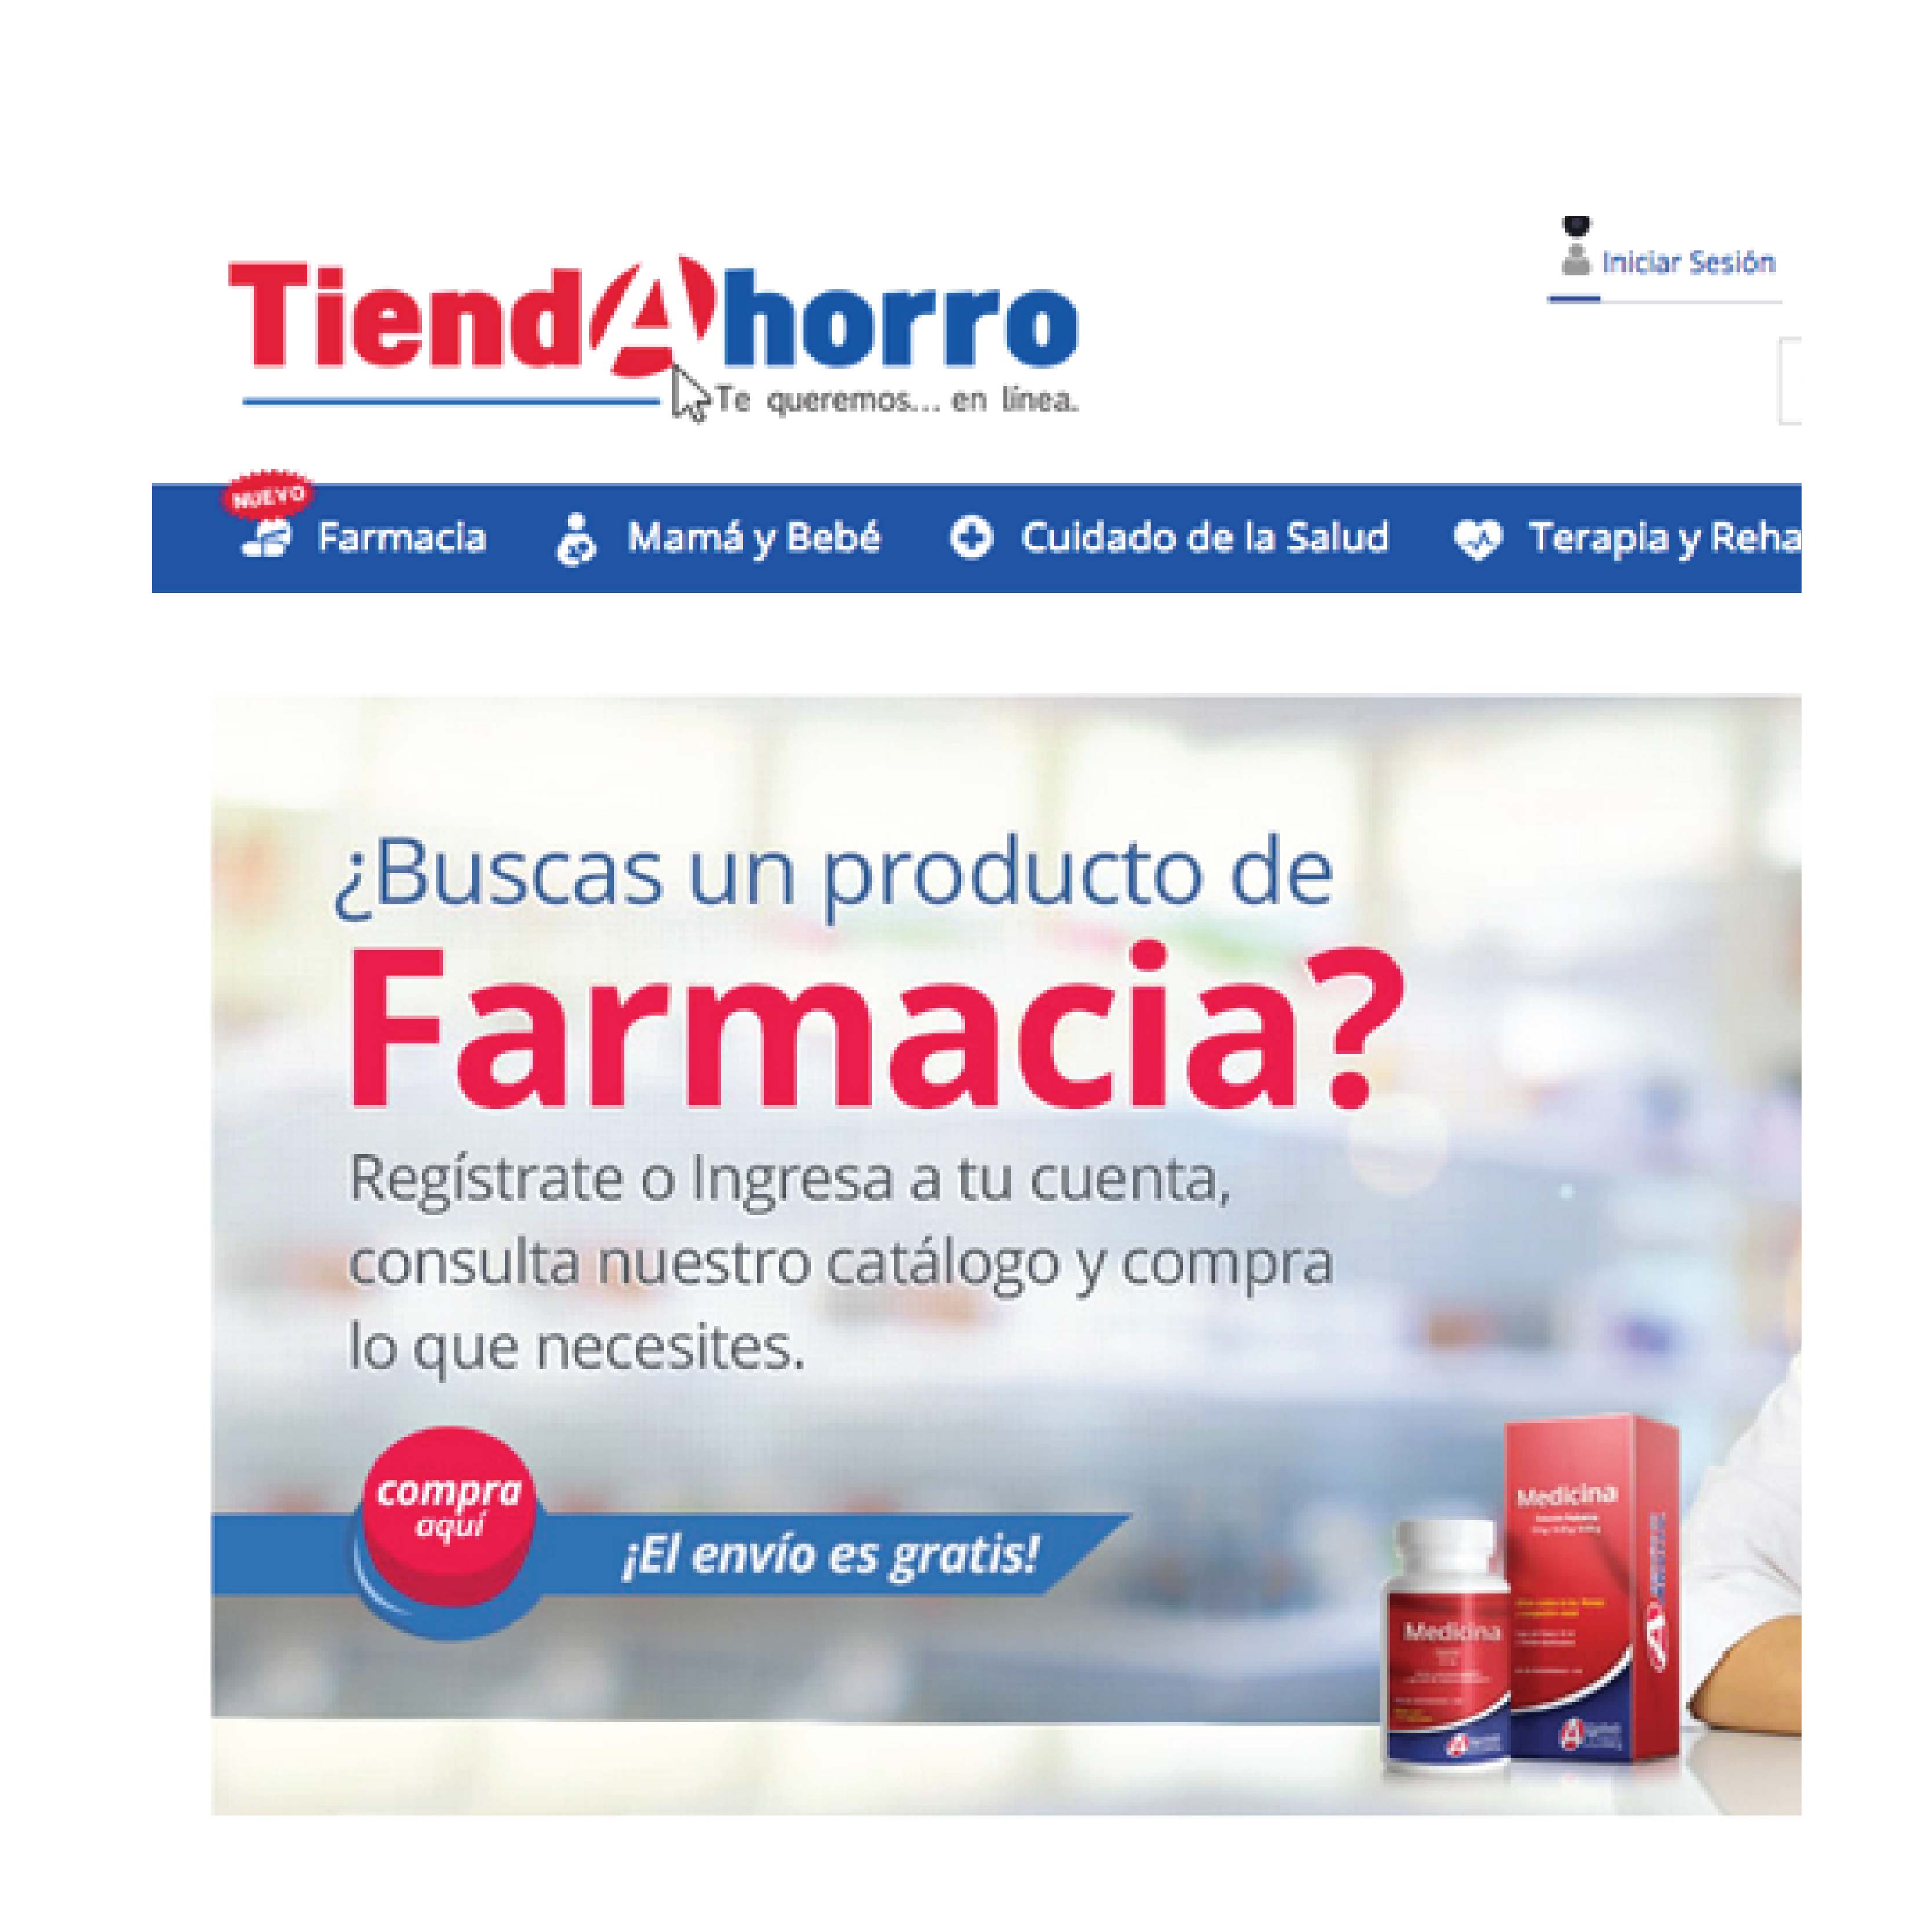 TiendAhorro
Te queremos... en línea.
Iniciar Sesión
NUEVO
Farmacia
Mamá y Bebé
Cuidado de la Salud
Terapia y Reha
¿Buscas un producto de
Farmacia?
Regístrate o Ingresa a tu cuenta,
consulta nuestro catálogo y compra
lo que necesites.
compra
aquí
¡El envío es gratis!
Medicina
Medicina